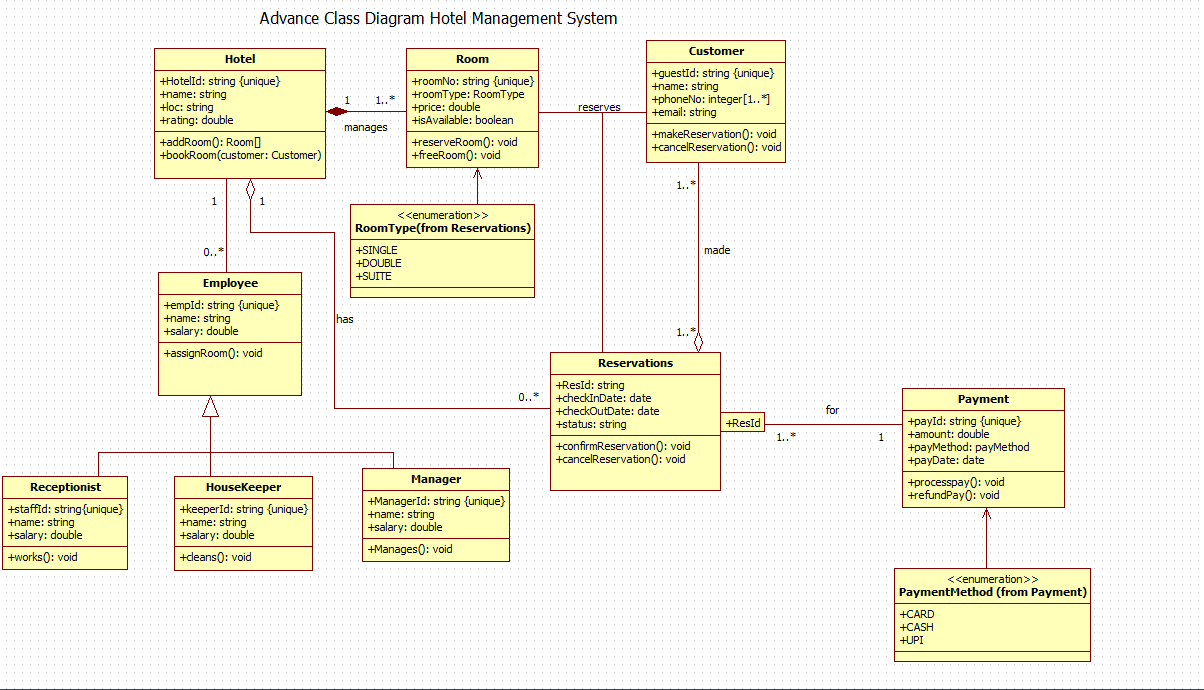 Advance Class Diagram Hotel Management System
Hotel
+HotelId: string {unique}
+name: string
+loc: string
+rating: double
+addRoom(): Room[]
+bookRoom(customer: Customer)
1
1..*
manages
Room
+roomNo: string {unique}
+roomType: RoomType
+price: double
+isAvailable: boolean
+reserveRoom(): void
+freeRoom(): void
reserves
Customer
+guestId: string {unique}
+name: string
+phoneNo: integer[1..*]
+email: string
+makeReservation(): void
+cancelReservation(): void
1
1
0..*
has
<<enumeration>>
RoomType(from Reservations)
+SINGLE
+DOUBLE
+SUITE
1..*
made
1..*
Employee
+empId: string {unique}
+name: string
+salary: double
+assignRoom(): void
0..*
Reservations
+ResId: string
+checkInDate: date
+checkOutDate: date
+status: string
+confirmReservation(): void
+cancelReservation(): void
+ResId
for
1..*
1
Payment
+payId: string {unique}
+amount: double
+payMethod: payMethod
+payDate: date
+processpay(): void
+refundPay(): void
Receptionist
+staffId: string{unique}
+name: string
+salary: double
+works(): void
HouseKeeper
+keeperId: string {unique}
+name: string
+salary: double
+cleans(): void
Manager
+ManagerId: string {unique}
+name: string
+salary: double
+Manages(): void
<<enumeration>>
PaymentMethod (from Payment)
+CARD
+CASH
+UPI